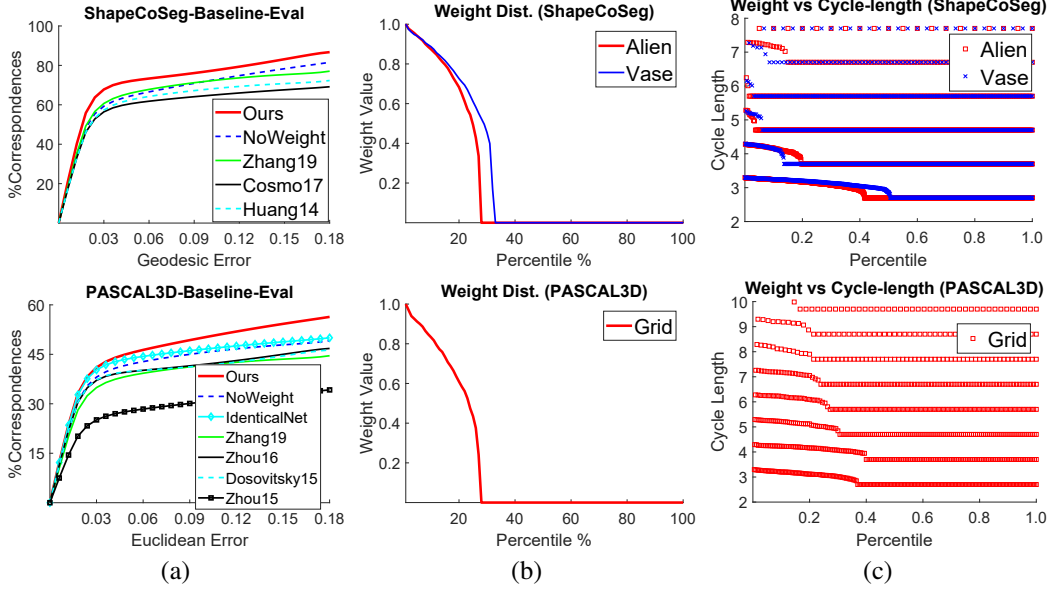 ShapeCoSeg-Baseline-Eval
%Correspondences
100
80
60
40
20
0.03 0.06 0.09 0.12 0.15 0.18
Geodesic Error
Ours
NoWeight
Zhang19
Cosmo17
Huang14
Weight Dist. (ShapeCoSeg)
Weight Value
1.0
0.8
0.6
0.4
0.2
20 40 60 80 100
Percentile %
Alien
Vase
Weight vs Cycle-length (ShapeCoSeg)
Cycle Length
8
7
6
5
4
3
2
0.2 0.4 0.6 0.8 1.0
Percentile
Alien
Vase
PASCAL3D-Baseline-Eval
%Correspondences
60
45
30
15
0.03 0.06 0.09 0.12 0.15 0.18
Euclidean Error
Ours
NoWeight
IdenticalNet
Zhang19
Zhou16
Dosovitsky15
Zhou15
Weight Dist. (PASCAL3D)
Weight Value
1.0
0.8
0.6
0.4
0.2
20 40 60 80 100
Percentile %
Grid
Weight vs Cycle-length (PASCAL3D)
Cycle Length
10
9
8
7
6
5
4
3
2
0.2 0.4 0.6 0.8 1.0
Percentile
Grid
(a) (b) (c)